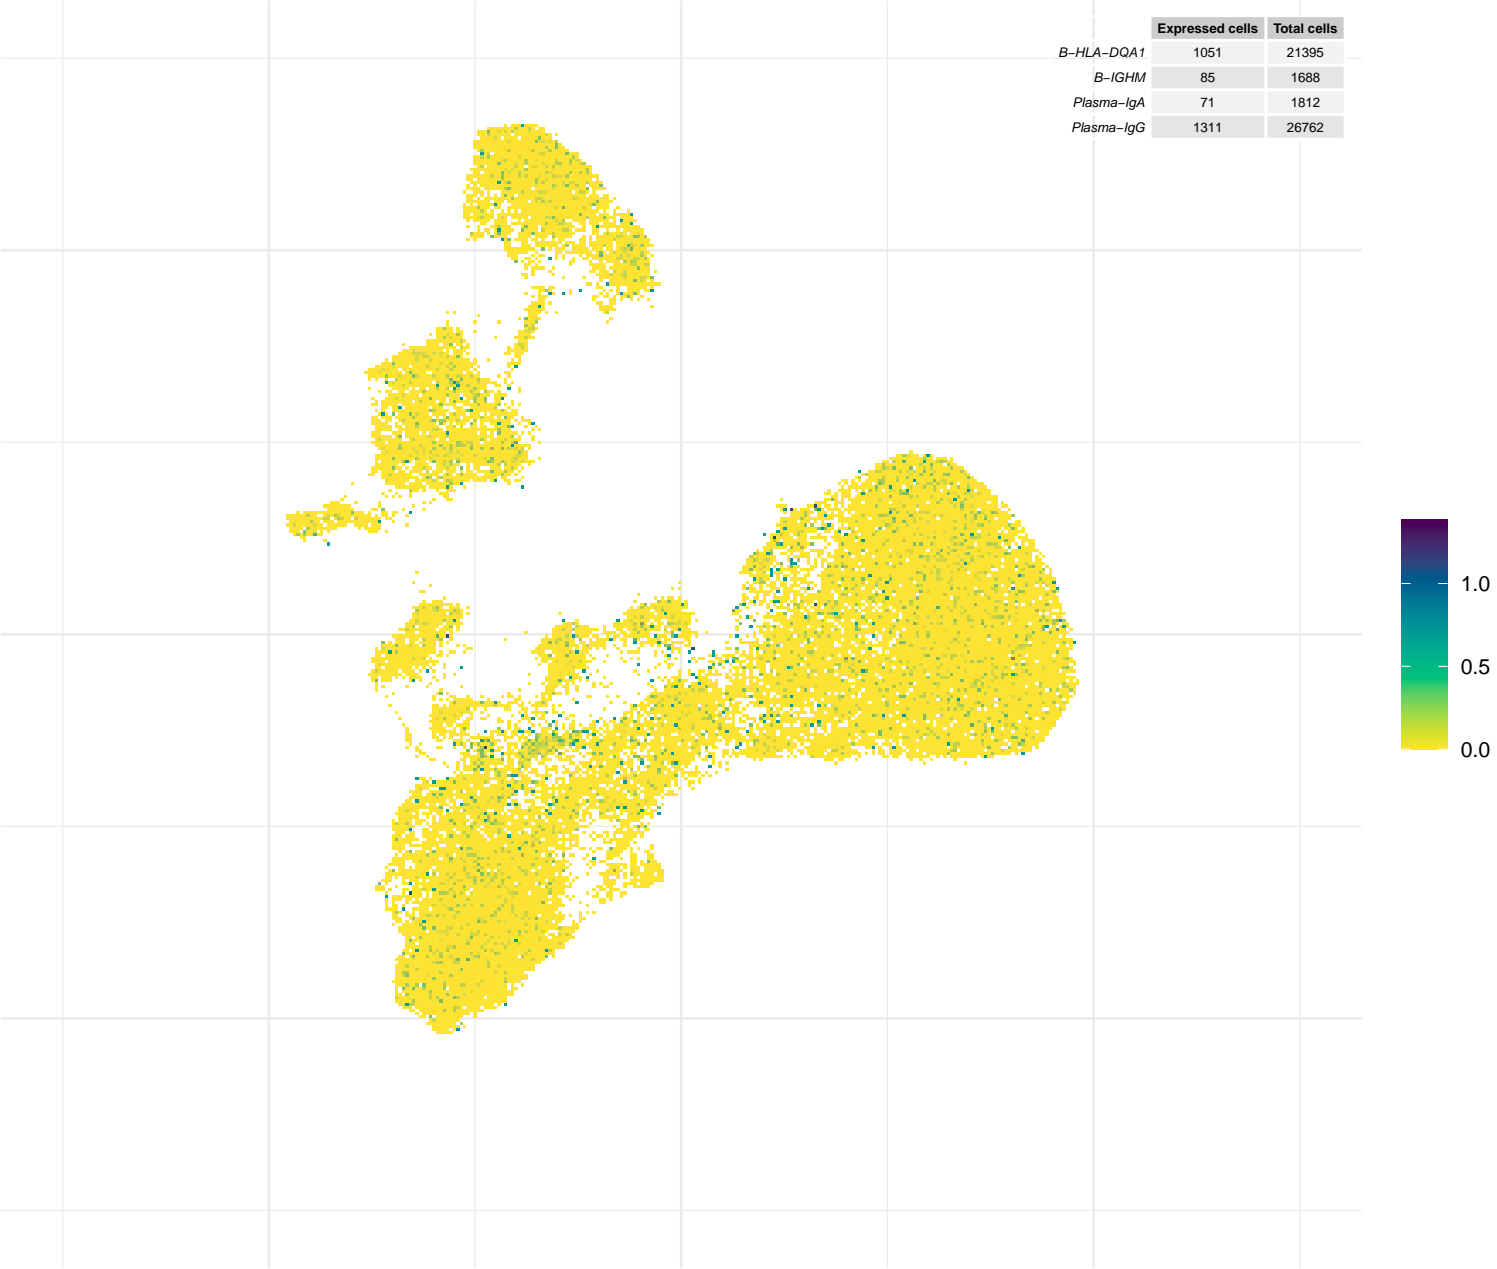 Expressed cells Total cells
B−HLA−DQA1 1051 21395
B−IGHM 85 1688
Plasma−IgA 71 1812
Plasma−IgG 1311 26762
1.0
0.5
0.0